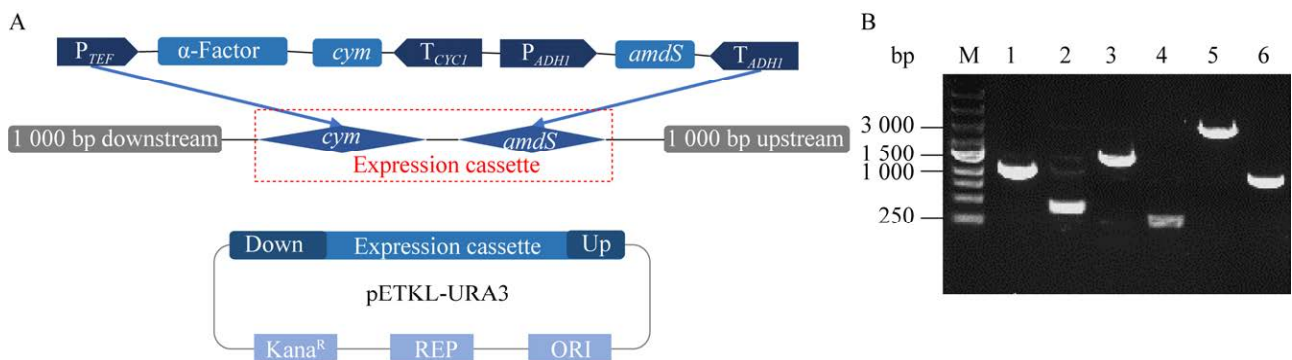 A
P_TEF α-Factor cym T_CYC1 P_ADH1 amdS T_ADH1
1 000 bp downstream cym amdS 1 000 bp upstream
Expression cassette
Down Expression cassette Up
pETKL-URA3
Kana^R REP ORI
B
bp M 1 2 3 4 5 6
3 000
1 500
1 000
250